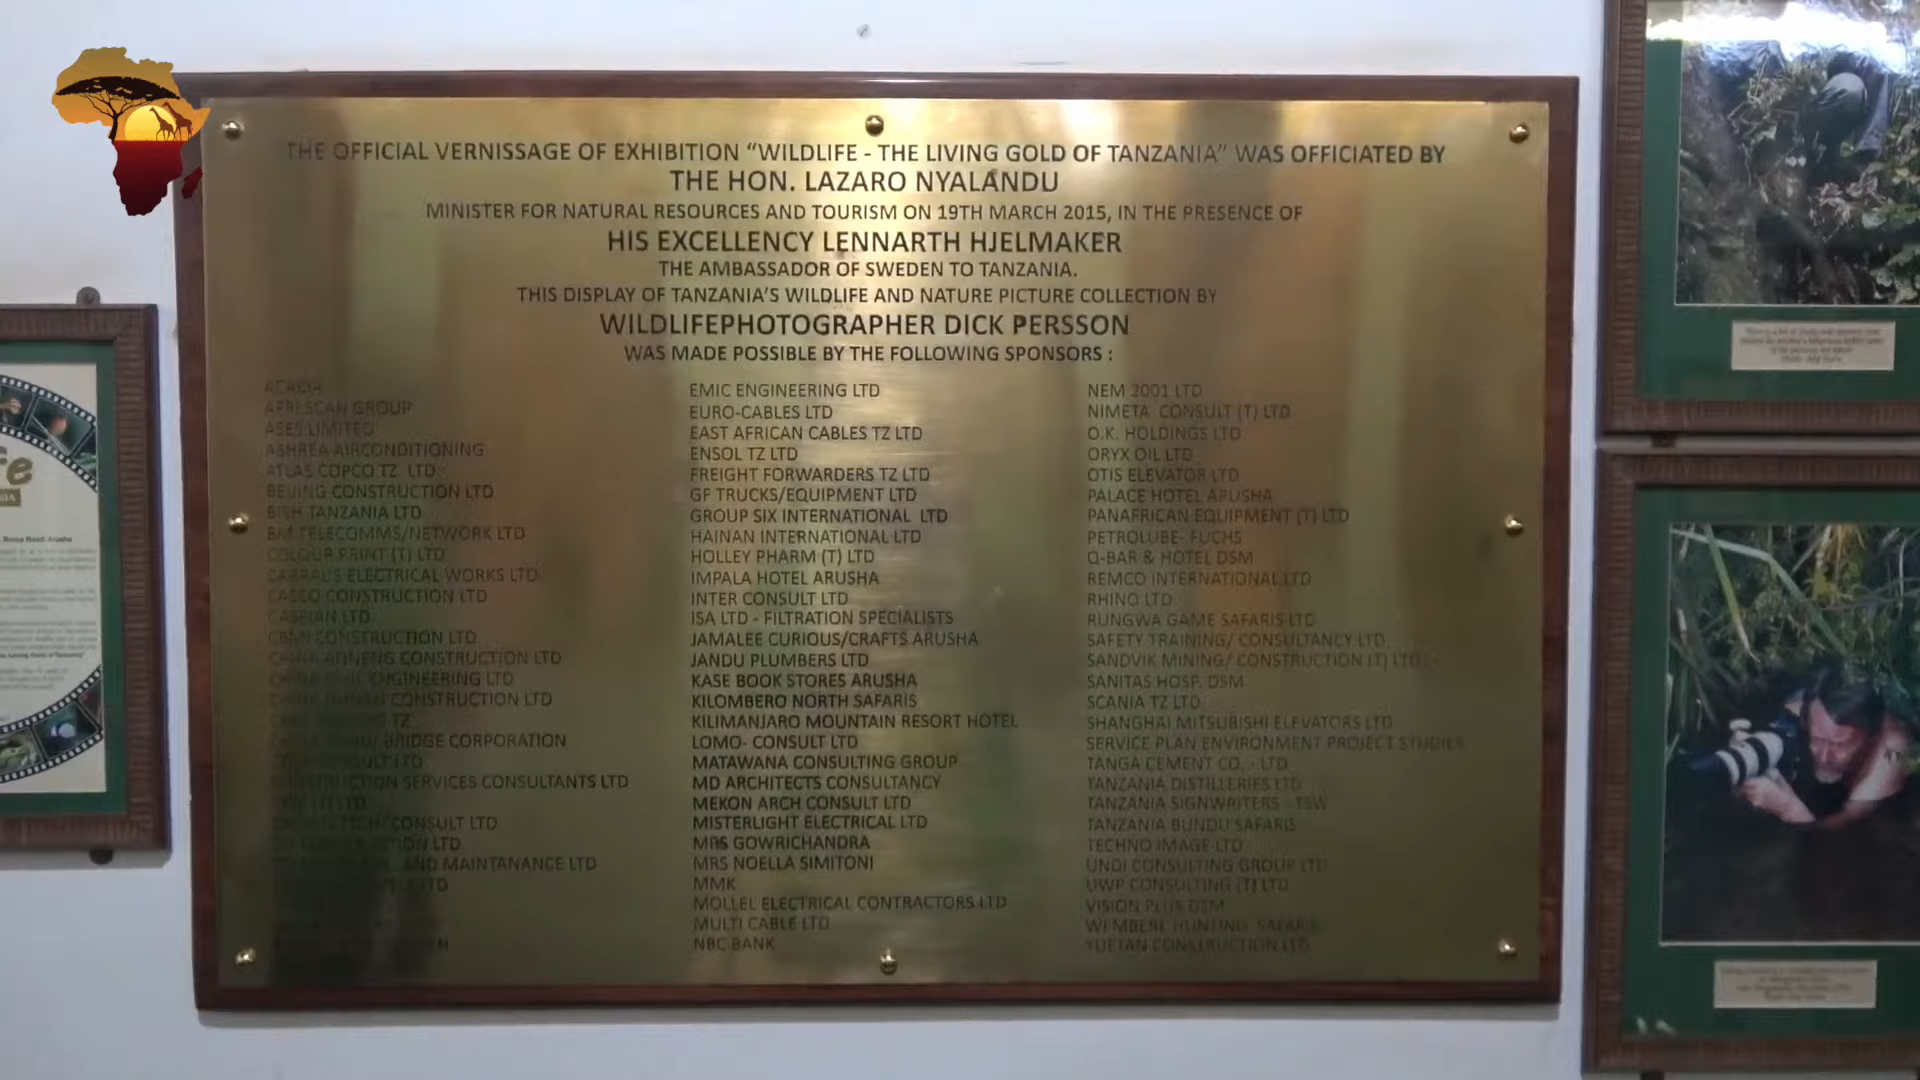 THE OFFICIAL VERNISSAGE OF EXHIBITION “WILDLIFE - THE LIVING GOLD OF TANZANIA” WAS OFFICIATED BY
THE HON. LAZARO NYALANDU
MINISTER FOR NATURAL RESOURCES AND TOURISM ON 19TH MARCH 2015, IN THE PRESENCE OF
HIS EXCELLENCY LENNARTH HJELMAKER
THE AMBASSADOR OF SWEDEN TO TANZANIA.
THIS DISPLAY OF TANZANIA'S WILDLIFE AND NATURE PICTURE COLLECTION BY
WILDLIFEPHOTOGRAPHER DICK PERSSON
WAS MADE POSSIBLE BY THE FOLLOWING SPONSORS :
ACACIA
AFRI SCAN GROUP
ASES LIMITED
ASHREA AIRCONDITIONING
ATLAS COPCO TZ LTD
BEIJING CONSTRUCTION LTD
BISH TANZANIA LTD
BM TELECOMMS/NETWORK LTD
COLOUR PRINT (T) LTD
CABRALS ELECTRICAL WORKS LTD
CASCO CONSTRUCTION LTD
CASPIAN LTD
CONSTRUCTION LTD
CHINA CONSTRUCTION LTD
ENGINEERING LTD
CONSTRUCTION LTD
TZ
BRIDGE CORPORATION
LTD
SERVICES CONSULTANTS LTD
CONSULT LTD
LTD
AND MAINTANANCE LTD
LTD
EMIC ENGINEERING LTD
EURO-CABLES LTD
EAST AFRICAN CABLES TZ LTD
ENSOL TZ LTD
FREIGHT FORWARDERS TZ LTD
GF TRUCKS/EQUIPMENT LTD
GROUP SIX INTERNATIONAL LTD
HAINAN INTERNATIONAL LTD
HOLLEY PHARM (T) LTD
IMPALA HOTEL ARUSHA
INTER CONSULT LTD
ISA LTD - FILTRATION SPECIALISTS
JAMALEE CURIOUS/CRAFTS ARUSHA
JANDU PLUMBERS LTD
KASE BOOK STORES ARUSHA
KILOMBERO NORTH SAFARIS
KILIMANJARO MOUNTAIN RESORT HOTEL
LOMO- CONSULT LTD
MATAWANA CONSULTING GROUP
MD ARCHITECTS CONSULTANCY
MEKON ARCH CONSULT LTD
MISTERLIGHT ELECTRICAL LTD
MRS GOWRICHANDRA
MRS NOELLA SIMITONI
MMK
MOLLEL ELECTRICAL CONTRACTORS LTD
MULTI CABLE LTD
NBC BANK
NEM 2001 LTD
NIMETA CONSULT (T) LTD
O.K. HOLDINGS LTD
ORYX OIL LTD
OTIS ELEVATOR LTD
PALACE HOTEL ARUSHA
PANAFRICAN EQUIPMENT (T) LTD
PETROLUBE- FUCHS
Q-BAR & HOTEL DSM
REMCO INTERNATIONAL LTD
RHINO LTD
RUNGWA GAME SAFARIS LTD
SAFETY TRAINING/ CONSULTANCY LTD
SANDVIK MINING/ CONSTRUCTION (T) LTD
SANITAS HOSP. DSM
SCANIA TZ LTD
SHANGHAI MITSUBISHI ELEVATORS LTD
SERVICE PLAN ENVIRONMENT PROJECT STUDIES
TANGA CEMENT CO. - LTD
TANZANIA DISTILLERIES LTD
TANZANIA SIGNWRITERS - TSW
TANZANIA BUNDU SAFARIS
TECHNO IMAGE LTD
UNDI CONSULTING GROUP LTD
UWP CONSULTING (T) LTD
VISION PLUS DSM
WEMBERE HUNTING SAFARIS
YUETAN CONSTRUCTION LTD